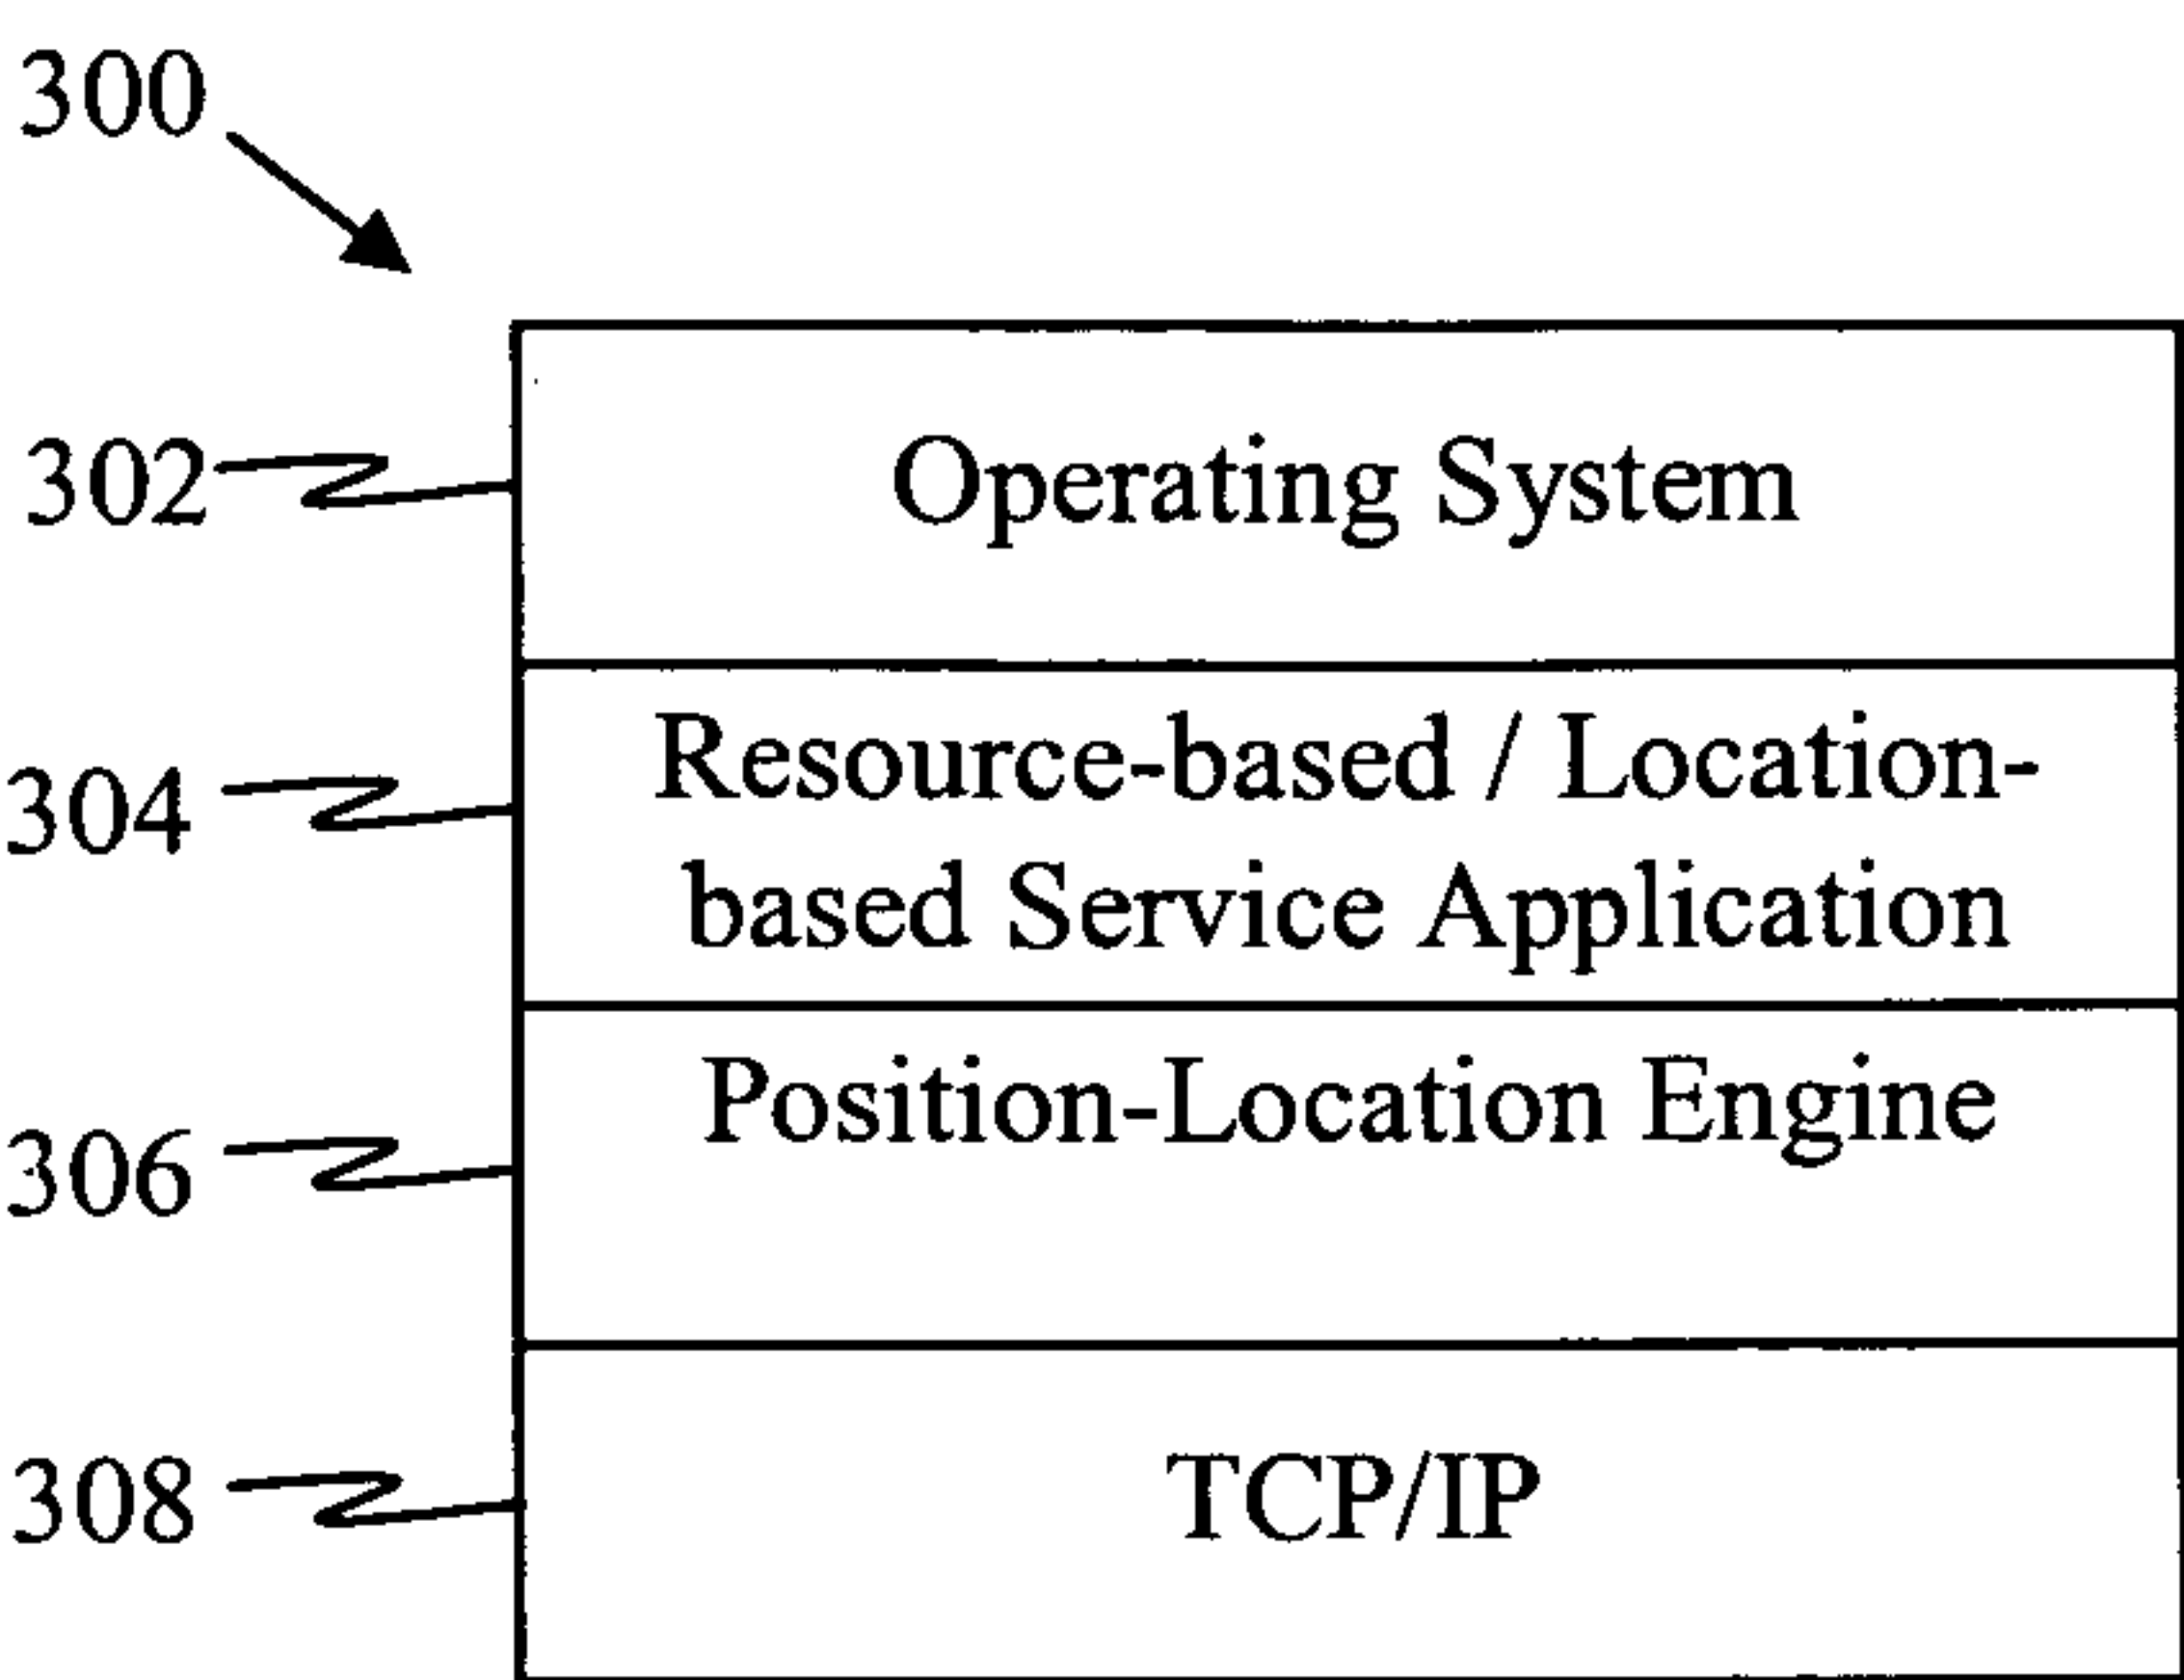 300
302
Operating System
304
Resource-based / Location-
based Service Application
306
Position-Location Engine
308
TCP/IP